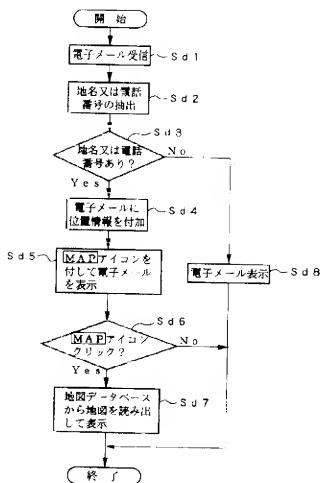 開 始
電子メール受信
Sd1
地名又は電話
番号の抽出
Sd2
Sd3
地名又は電話
番号あり？
No
Yes
電子メールに
位置情報を付加
Sd4
Sd5
MAPアイコンを
付して電子メール
を表示
電子メール表示
Sd8
Sd6
MAPアイコン
クリック？
No
Yes
地図データベース
から地図を読み出
して表示
Sd7
終 了